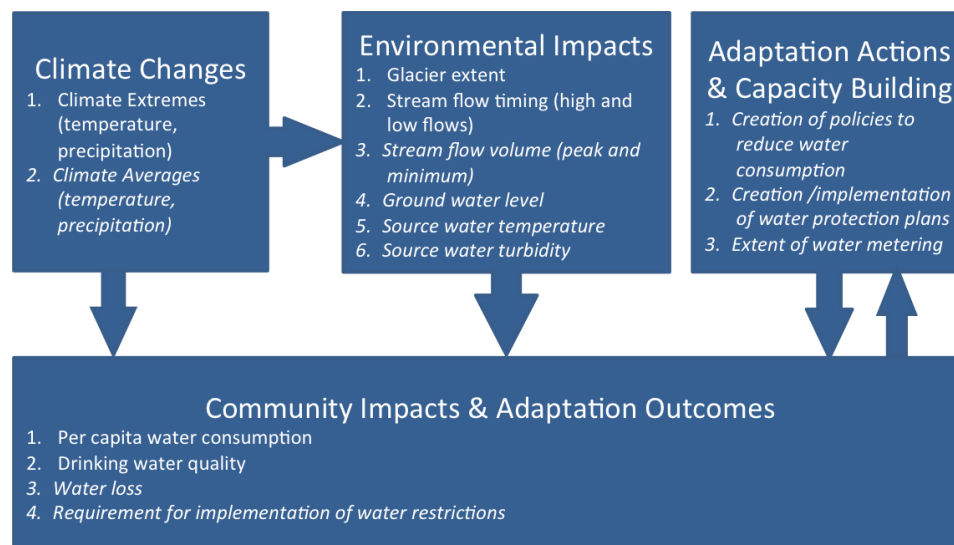 Climate Changes
1. Climate Extremes
(temperature,
precipitation)
2. Climate Averages
(temperature,
precipitation)
Environmental Impacts
1. Glacier extent
2. Stream flow timing (high and
low flows)
3. Stream flow volume (peak and
minimum)
4. Ground water level
5. Source water temperature
6. Source water turbidity
Adaptation Actions
& Capacity Building
1. Creation of policies to
reduce water
consumption
2. Creation /implementation
of water protection plans
3. Extent of water metering
Community Impacts & Adaptation Outcomes
1. Per capita water consumption
2. Drinking water quality
3. Water loss
4. Requirement for implementation of water restrictions